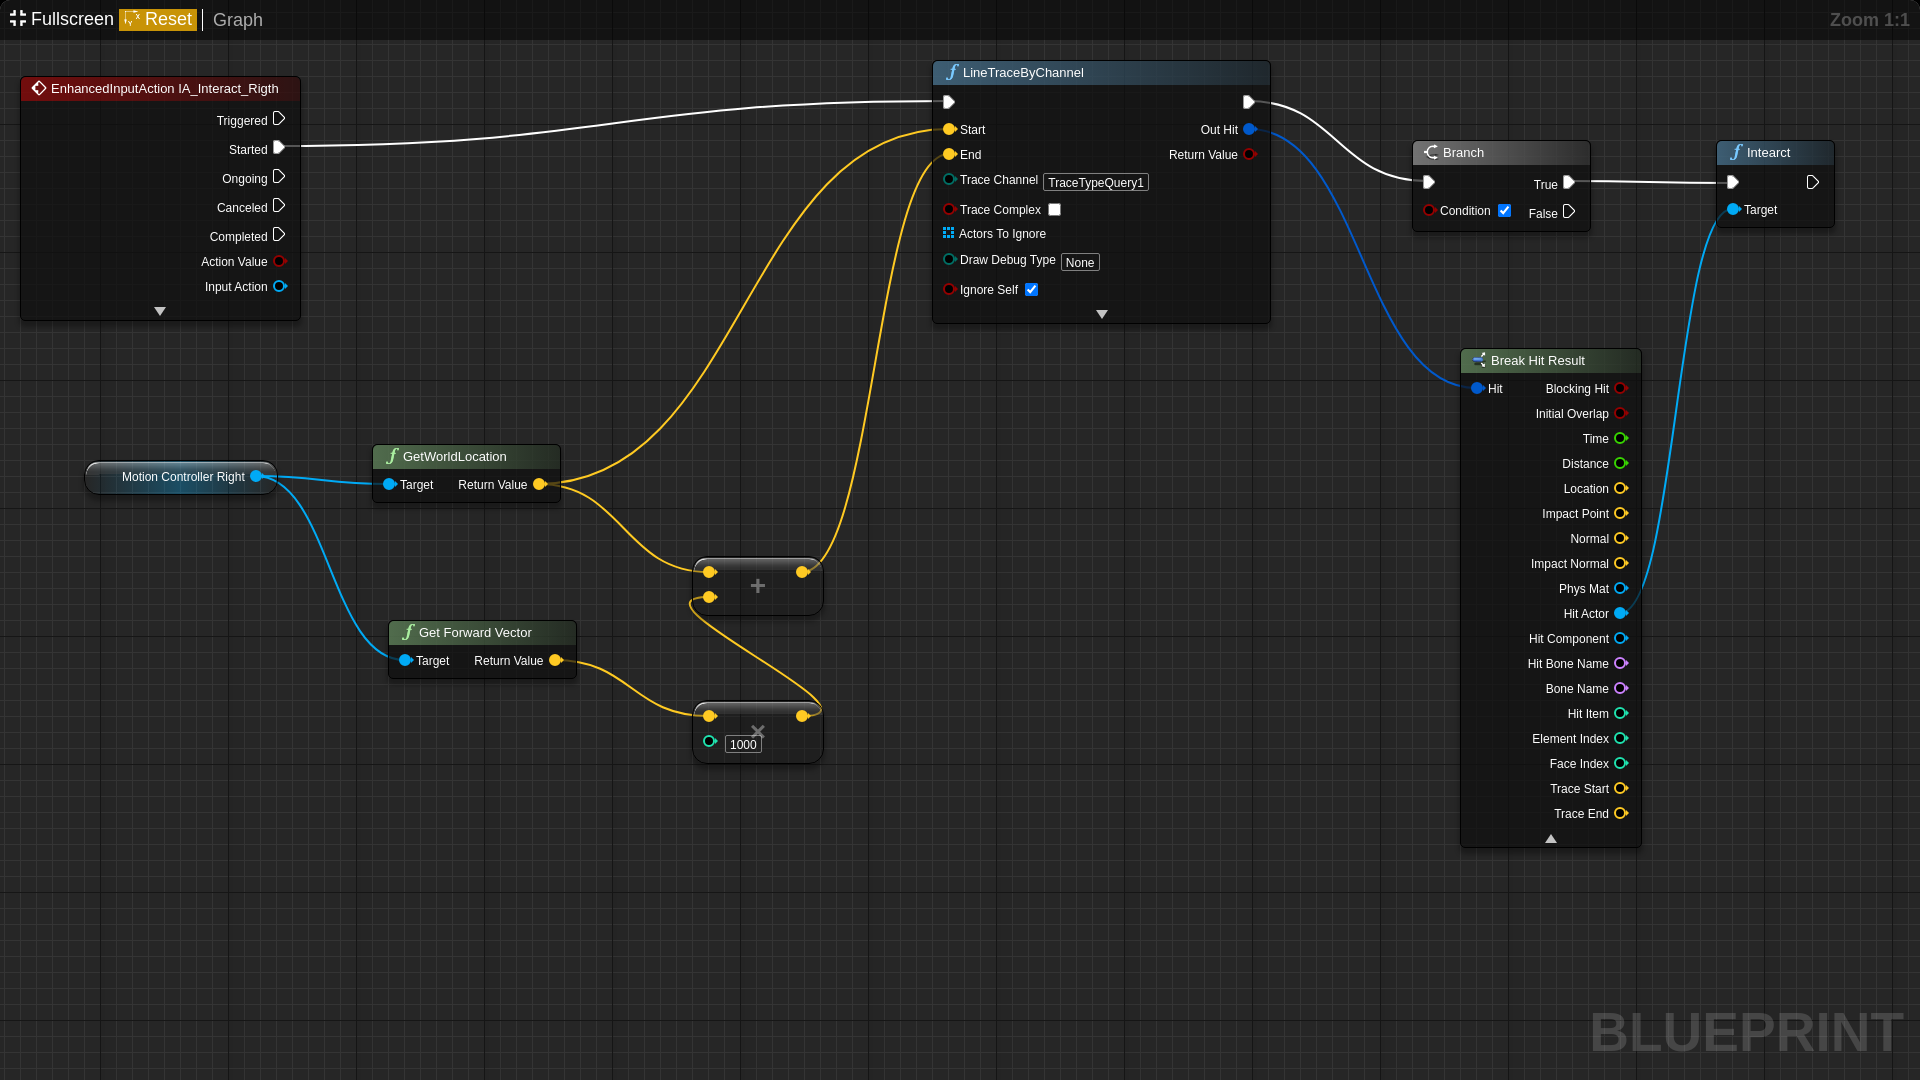 Fullscreen Reset Graph
Zoom 1:1
EnhancedInputAction IA_Interact_Rigth
Triggered
Started
Ongoing
Canceled
Completed
Action Value
Input Action
LineTraceByChannel
Start
Out Hit
End
Return Value
Trace Channel TraceTypeQuery1
Trace Complex
Actors To Ignore
Draw Debug Type None
Ignore Self
Branch
True
Condition
False
Intearct
Target
Break Hit Result
Hit
Blocking Hit
Initial Overlap
Time
Distance
Location
Impact Point
Normal
Impact Normal
Phys Mat
Hit Actor
Hit Component
Hit Bone Name
Bone Name
Hit Item
Element Index
Face Index
Trace Start
Trace End
Motion Controller Right
GetWorldLocation
Target
Return Value
+
Get Forward Vector
Target
Return Value
×
1000
BLUEPRINT